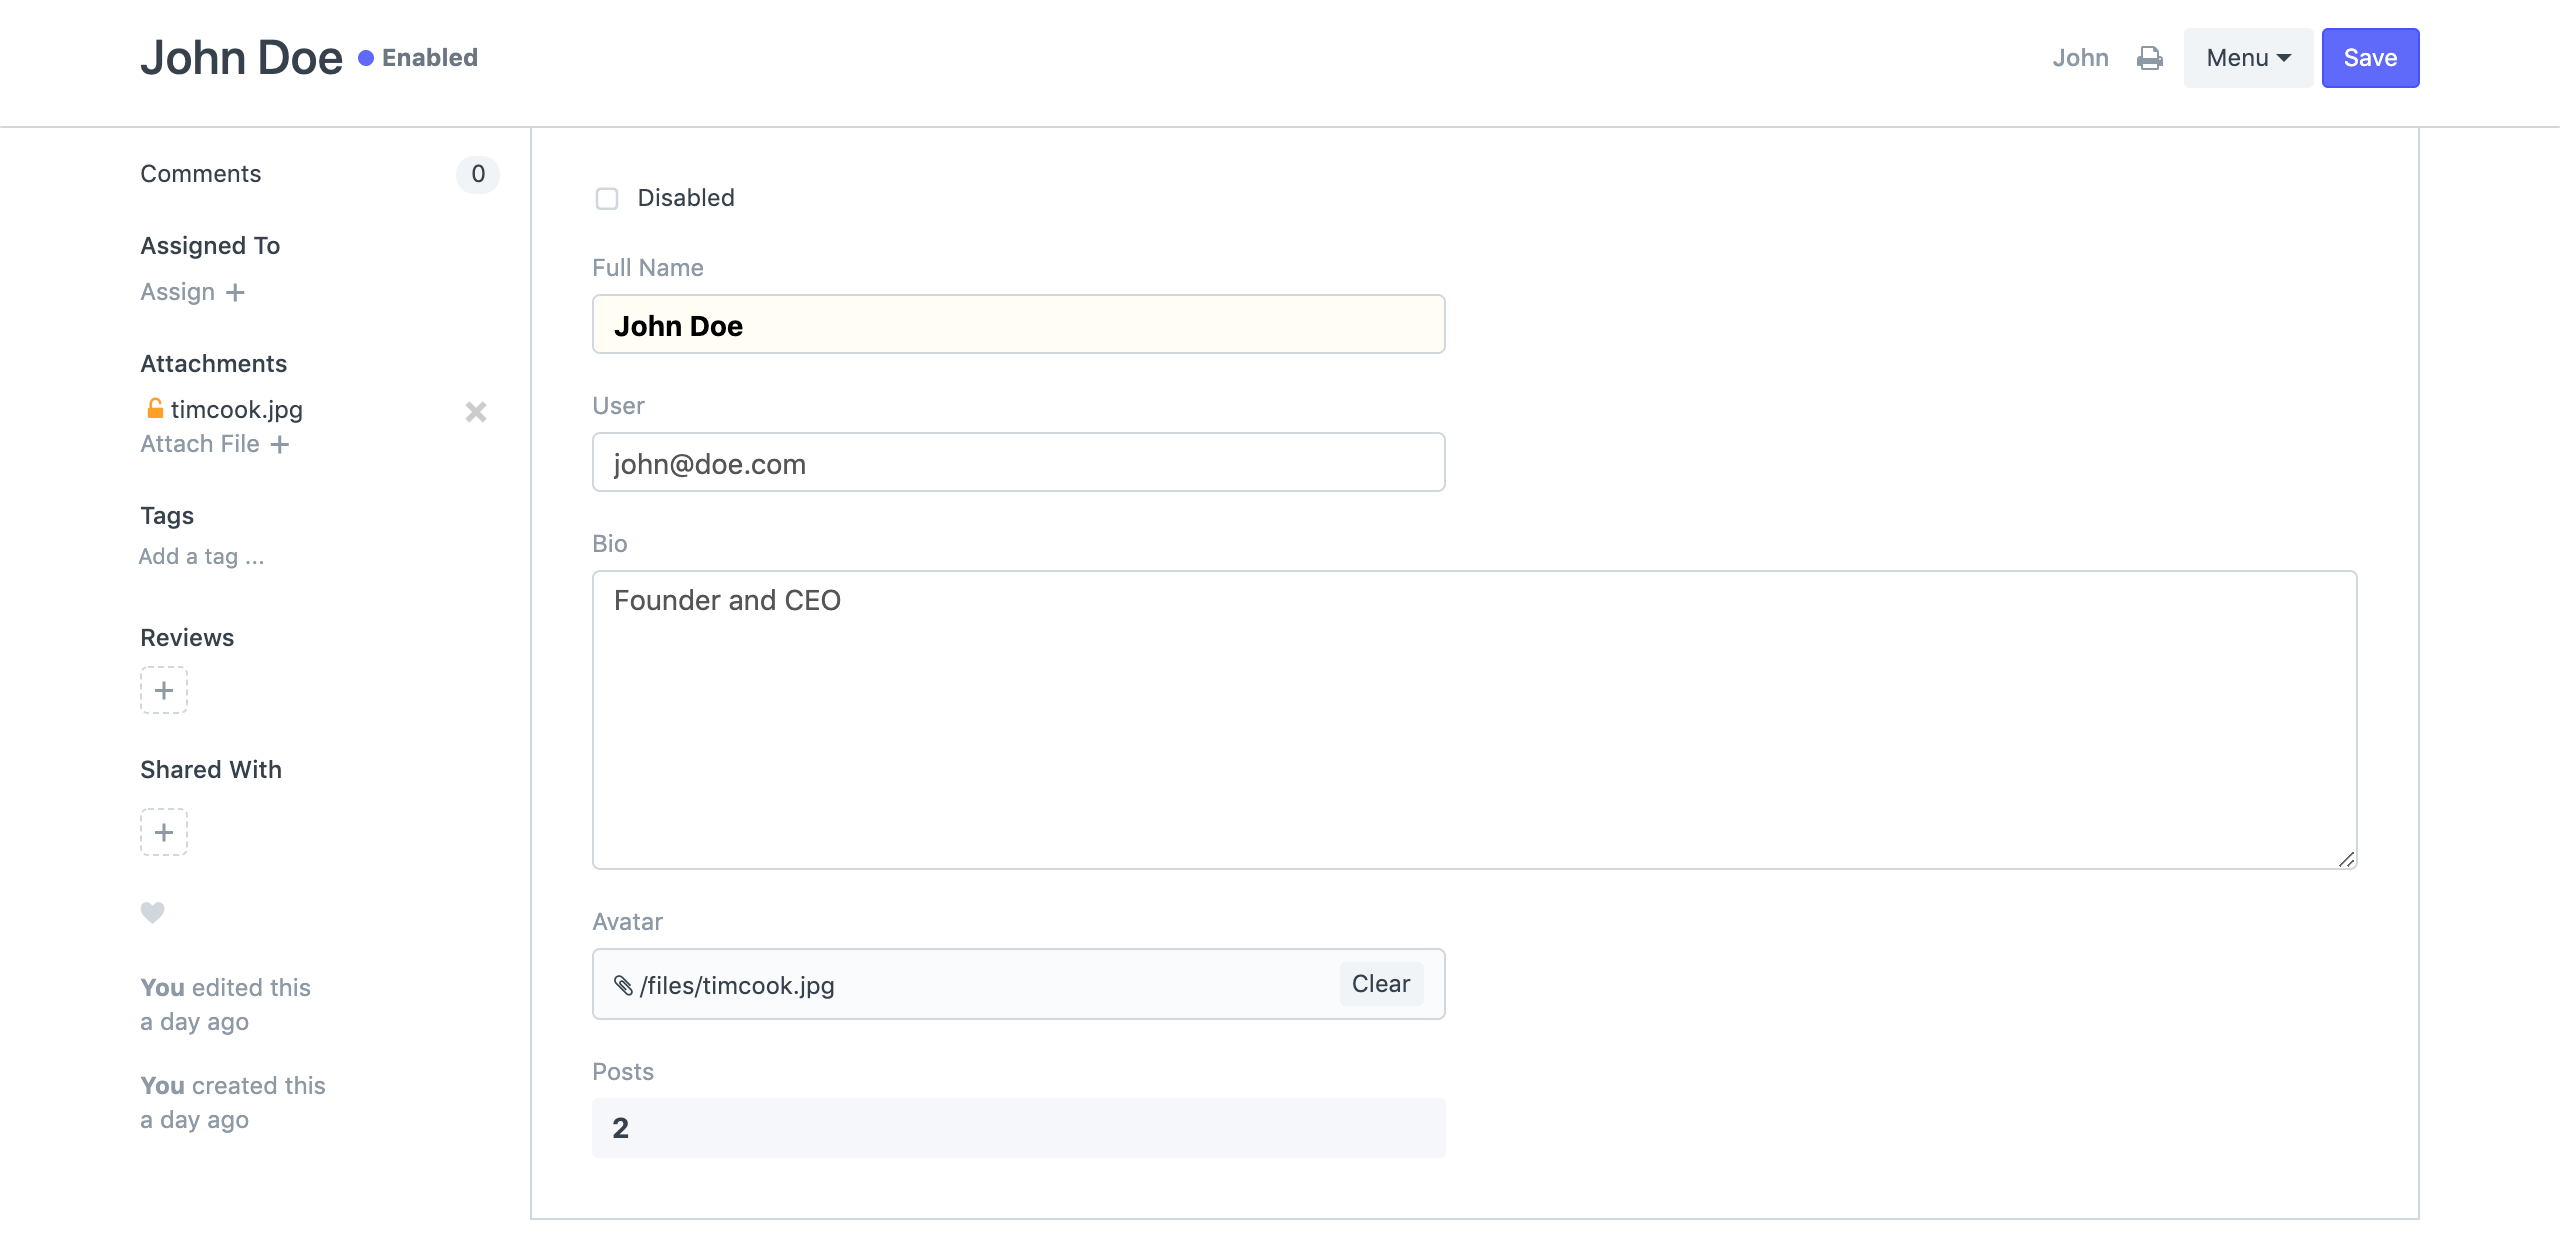 John Doe Enabled
John Menu Save
Comments 0
Assigned To
Assign +
Attachments
timcook.jpg
Attach File +
Tags
Add a tag ...
Reviews
+
Shared With
+
You edited this
a day ago
You created this
a day ago
Disabled
Full Name
John Doe
User
john@doe.com
Bio
Founder and CEO
Avatar
/files/timcook.jpg Clear
Posts
2